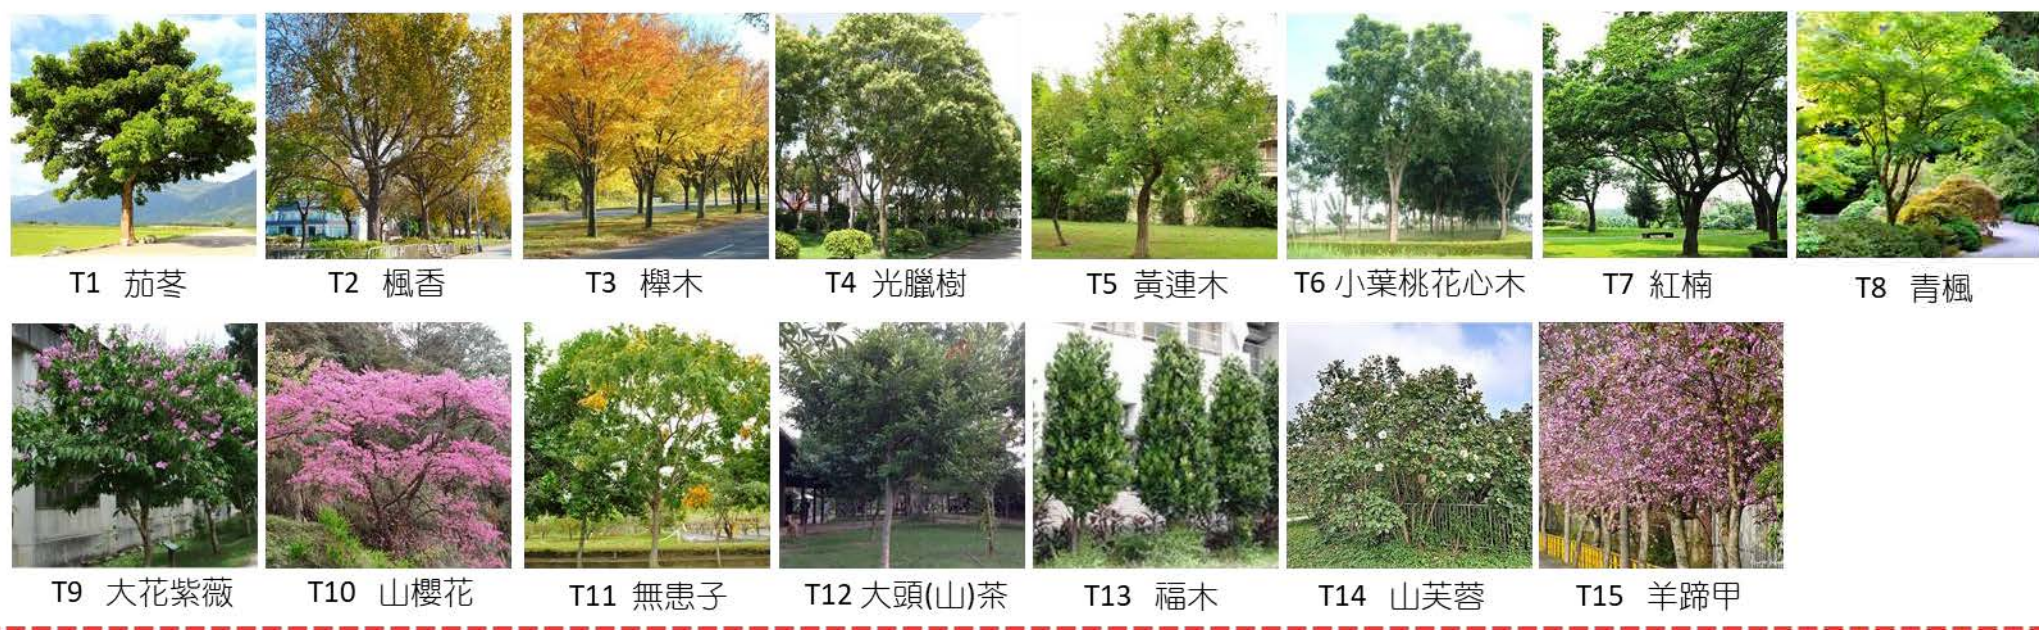 T1 茄苳
T2 楓香
T3 櫸木
T4 光臘樹
T5 黃連木
T6 小葉桃花心木
T7 紅楠
T8 青楓
T9 大花紫薇
T10 山櫻花
T11 無患子
T12 大頭(山)茶
T13 福木
T14 山芙蓉
T15 羊蹄甲